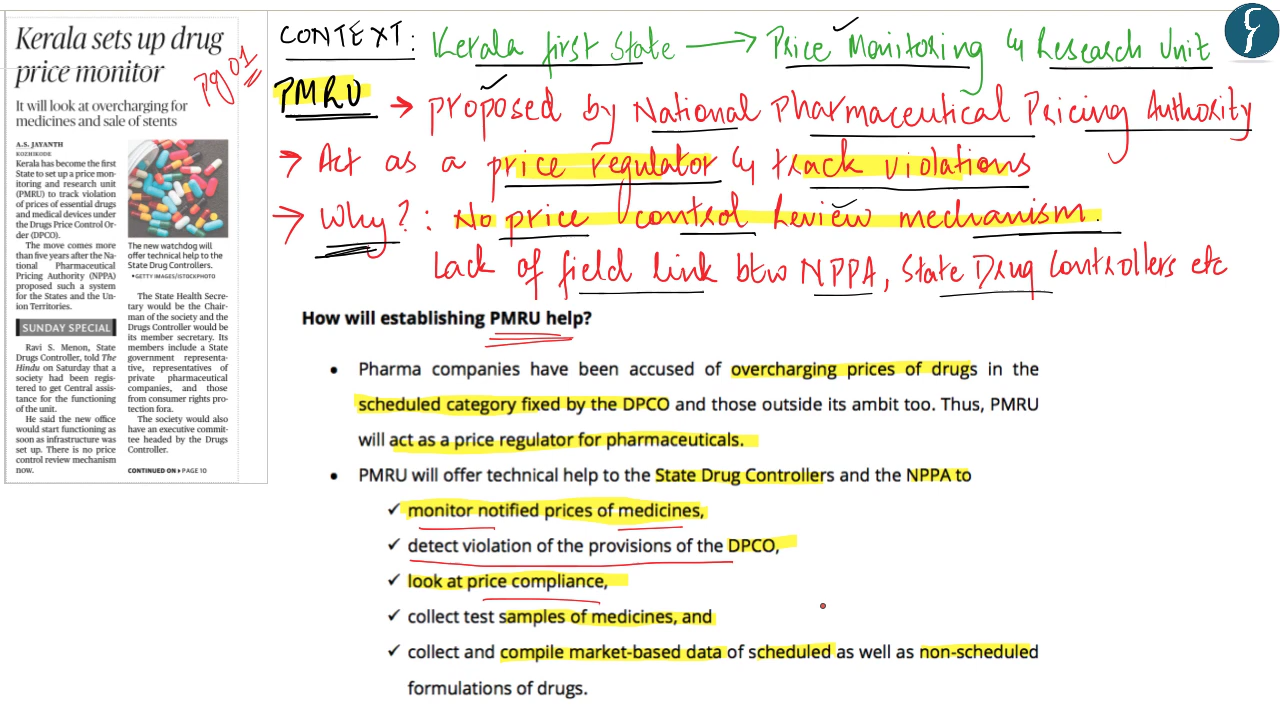 Kerala sets up drug
price monitor
pg 01
It will look at overcharging for
medicines and sale of stents
A.S. JAYANTH
KOZHIKODE
Kerala has become the first
State to set up a price mon-
itoring and research unit
(PMRU) to track violation
of prices of essential drugs
and medical devices under
the Drugs Price Control Or-
der (DPCO).
The move comes more
than five years after the Na-
tional Pharmaceutical
Pricing Authority (NPPA)
proposed such a system
for the States and the Un-
ion Territories.
SUNDAY SPECIAL
Ravi S. Menon, State
Drugs Controller, told The
Hindu on Saturday that a
society had been regis-
tered to get Central assis-
tance for the functioning
of the unit.
He said the new office
would start functioning as
soon as infrastructure was
set up. There is no price
control review mechanism
now.
The new watchdog will
offer technical help to the
State Drug Controllers.
•GETTY IMAGES/ISTOCKPHOTO
The State Health Secre-
tary would be the Chair-
man of the society and the
Drugs Controller would be
its member secretary. Its
members include a State
government representa-
tive, representatives of
private pharmaceutical
companies, and those
from consumer rights pro-
tection fora.
The society would also
have an executive commit-
tee headed by the Drugs
Controller.
CONTINUED ON ▸ PAGE 10
CONTEXT: Kerala first State → Price Monitoring & Research Unit
PMRU → proposed by National Pharmaceutical Pricing Authority
→ Act as a price regulator & track violations
→ Why?: No price control review mechanism.
Lack of field link btw NPPA, State Drug Controllers etc
How will establishing PMRU help?
• Pharma companies have been accused of overcharging prices of drugs in the
scheduled category fixed by the DPCO and those outside its ambit too. Thus, PMRU
will act as a price regulator for pharmaceuticals.
• PMRU will offer technical help to the State Drug Controllers and the NPPA to
✓ monitor notified prices of medicines,
✓ detect violation of the provisions of the DPCO,
✓ look at price compliance,
✓ collect test samples of medicines, and
✓ collect and compile market-based data of scheduled as well as non-scheduled
formulations of drugs.